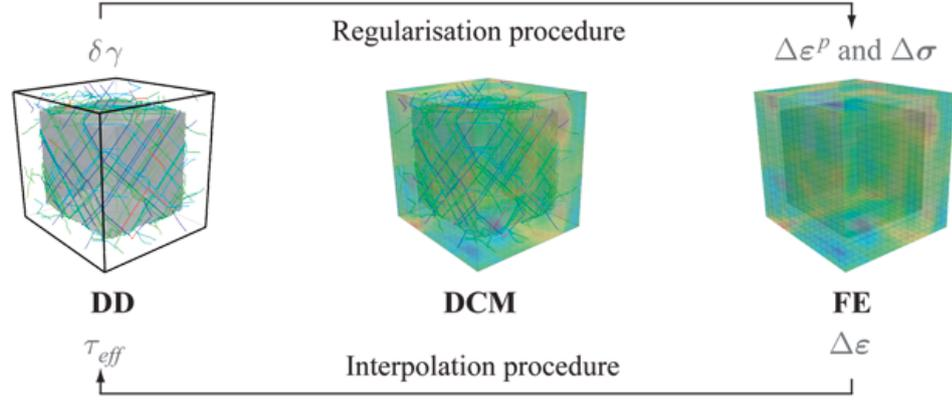 Regularisation procedure
δγ
Δε^p and Δσ
DD
DCM
FE
τ_eff
Δε
Interpolation procedure